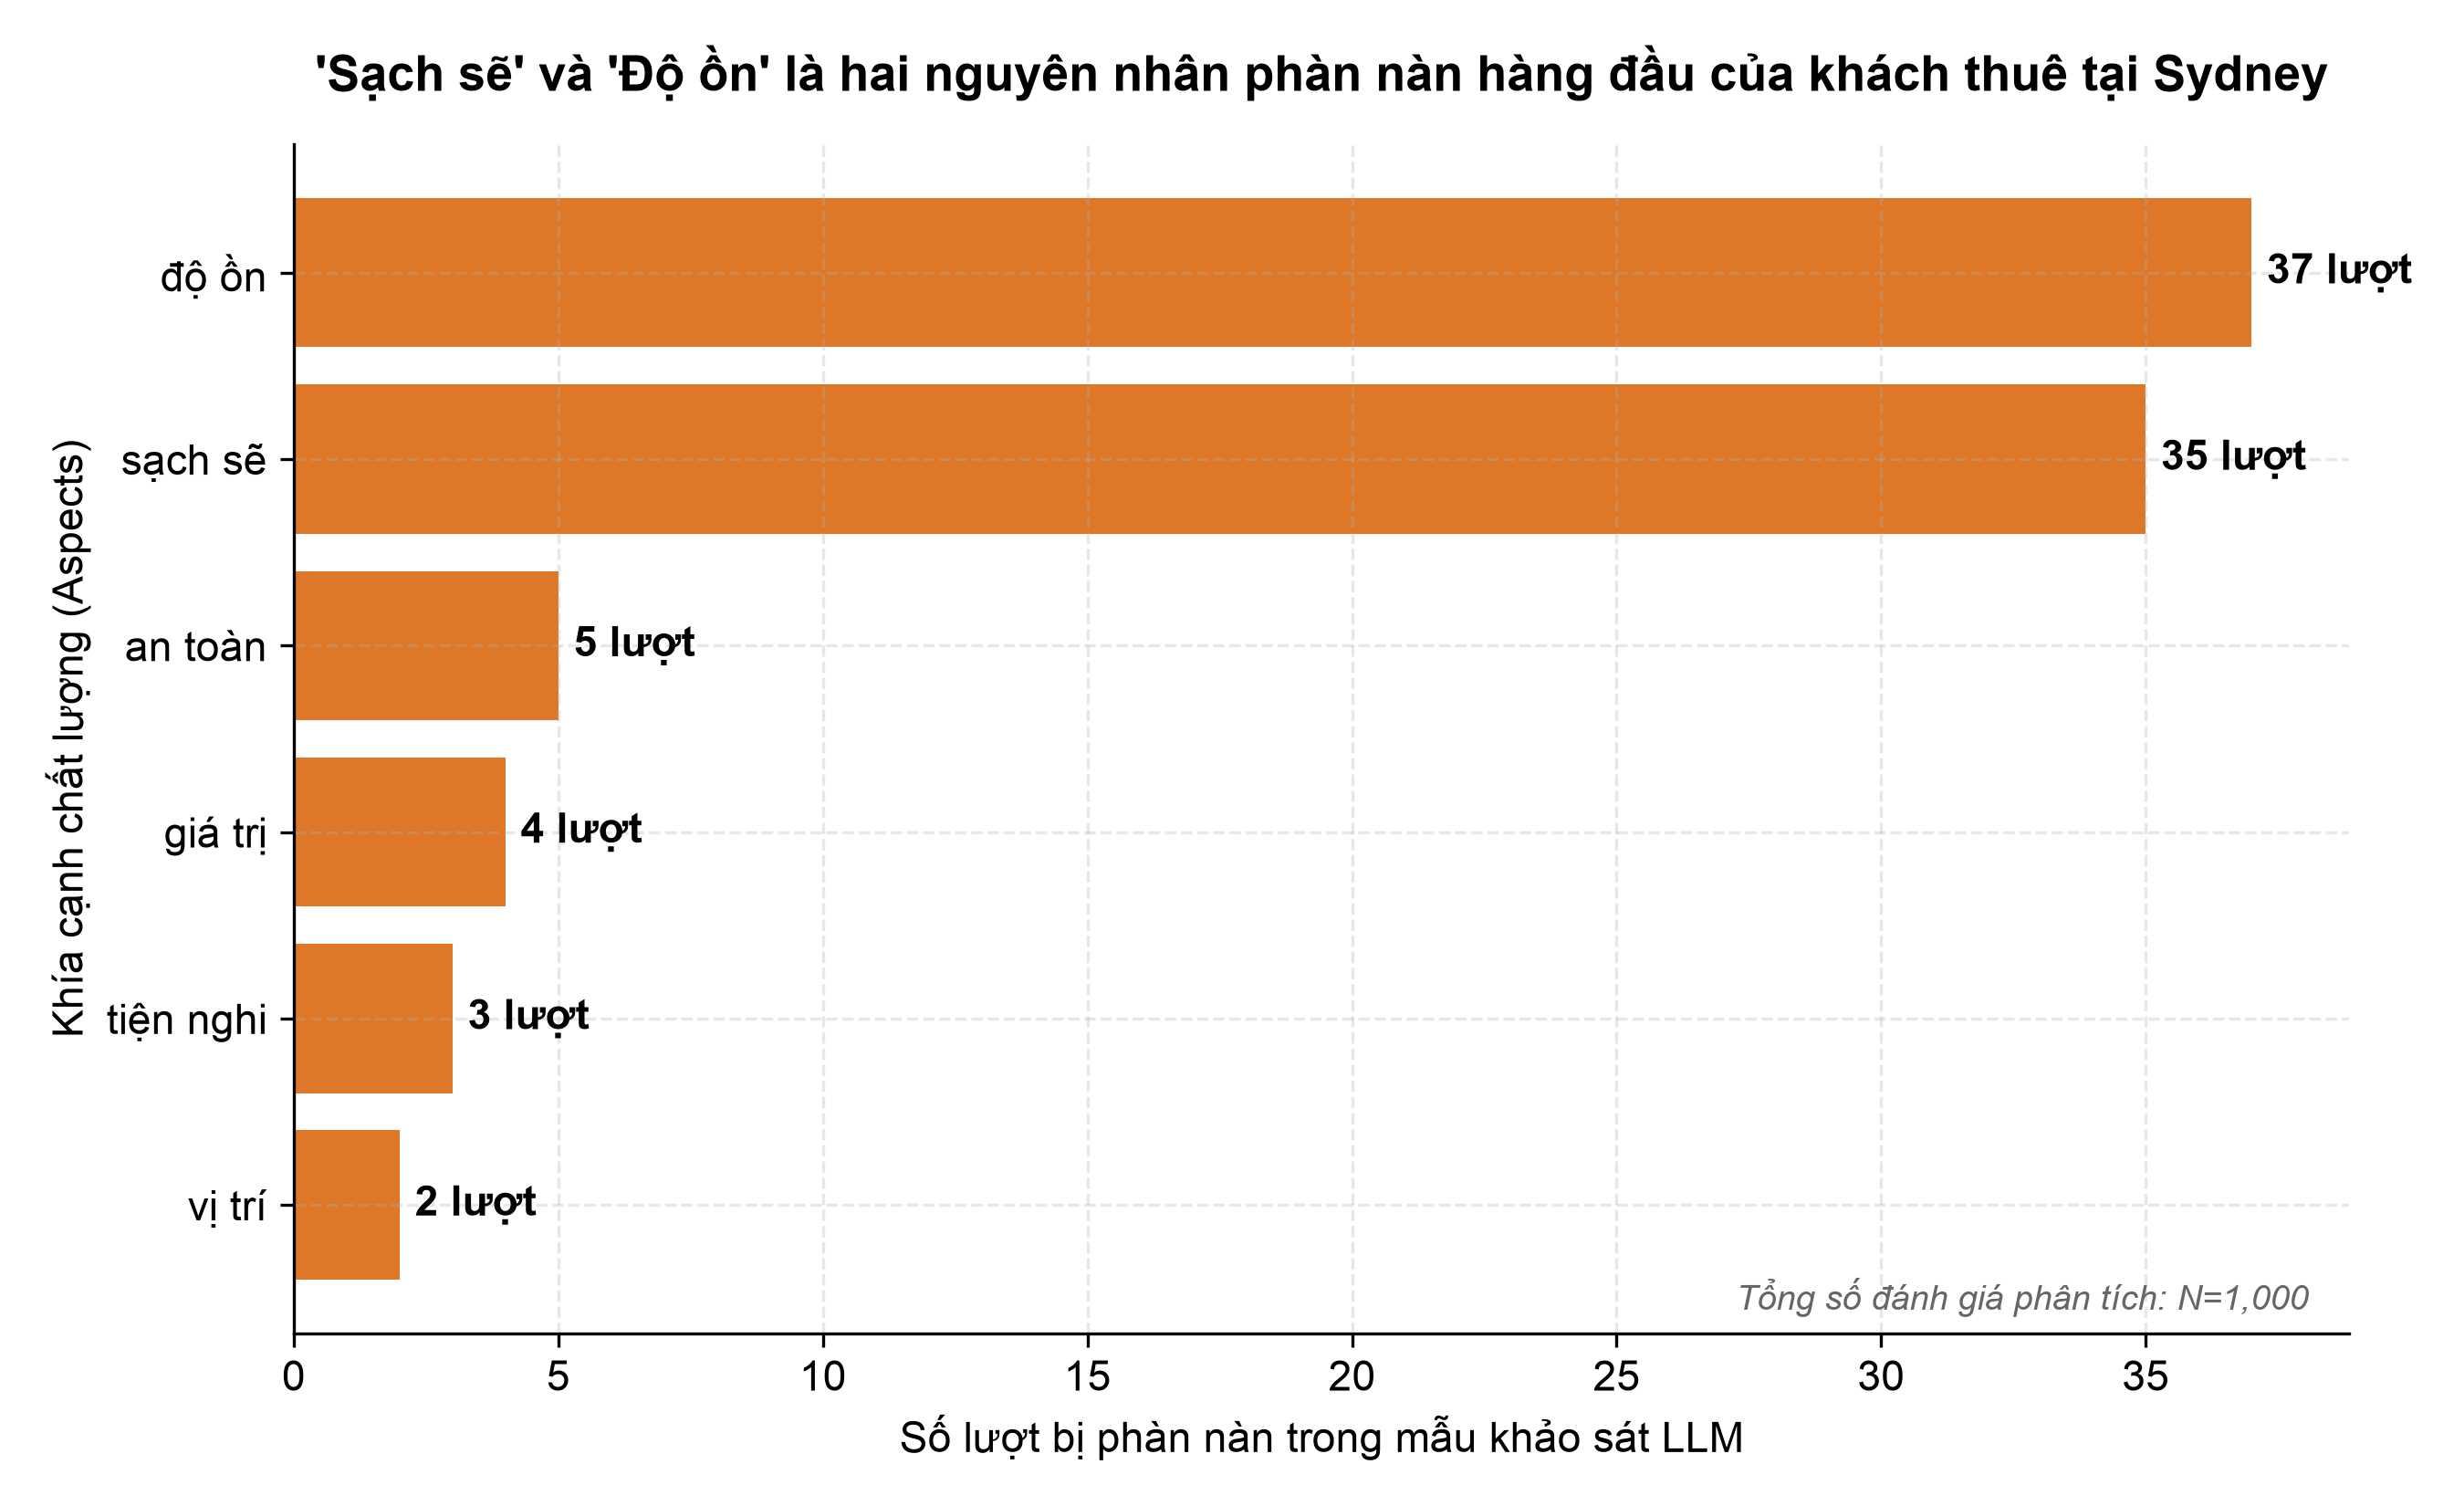 'Sạch sẽ' và 'Độ ồn' là hai nguyên nhân phàn nàn hàng đầu của khách thuê tại Sydney
Khía cạnh chất lượng (Aspects)
độ ồn
37 lượt
sạch sẽ
35 lượt
an toàn
5 lượt
giá trị
4 lượt
tiện nghi
3 lượt
vị trí
2 lượt
Tổng số đánh giá phân tích: N=1,000
0 5 10 15 20 25 30 35
Số lượt bị phàn nàn trong mẫu khảo sát LLM